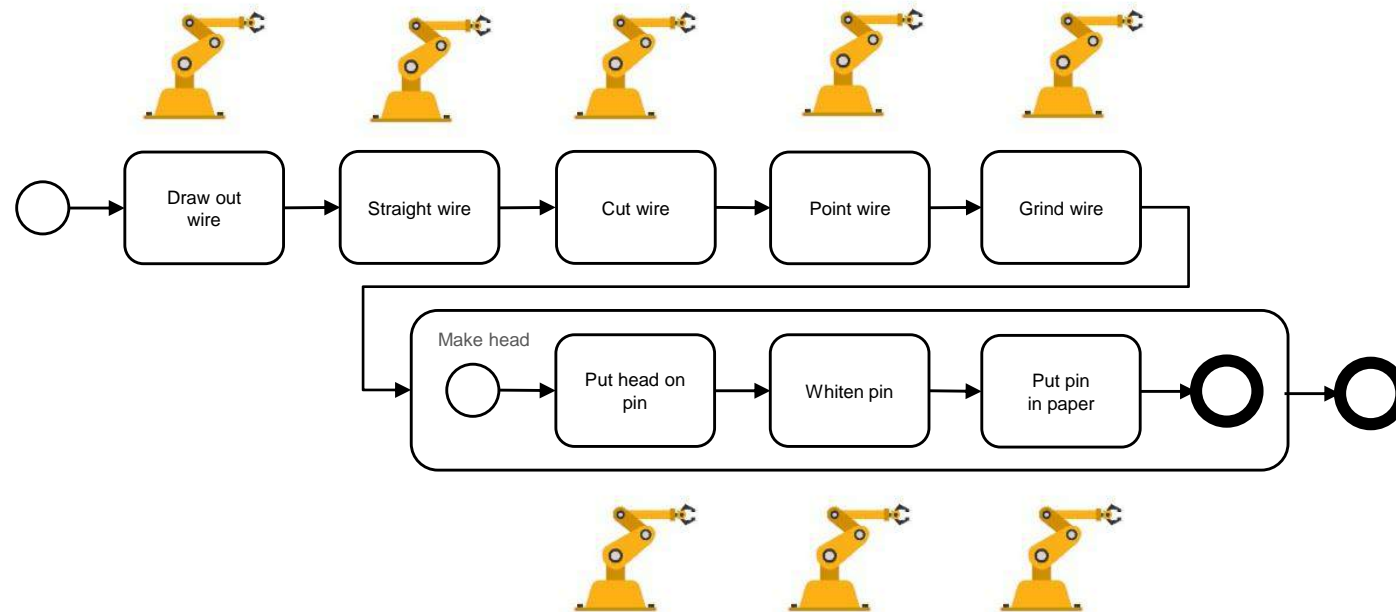 Draw out
wire
Straight wire
Cut wire
Point wire
Grind wire
Make head
Put head on
pin
Whiten pin
Put pin
in paper